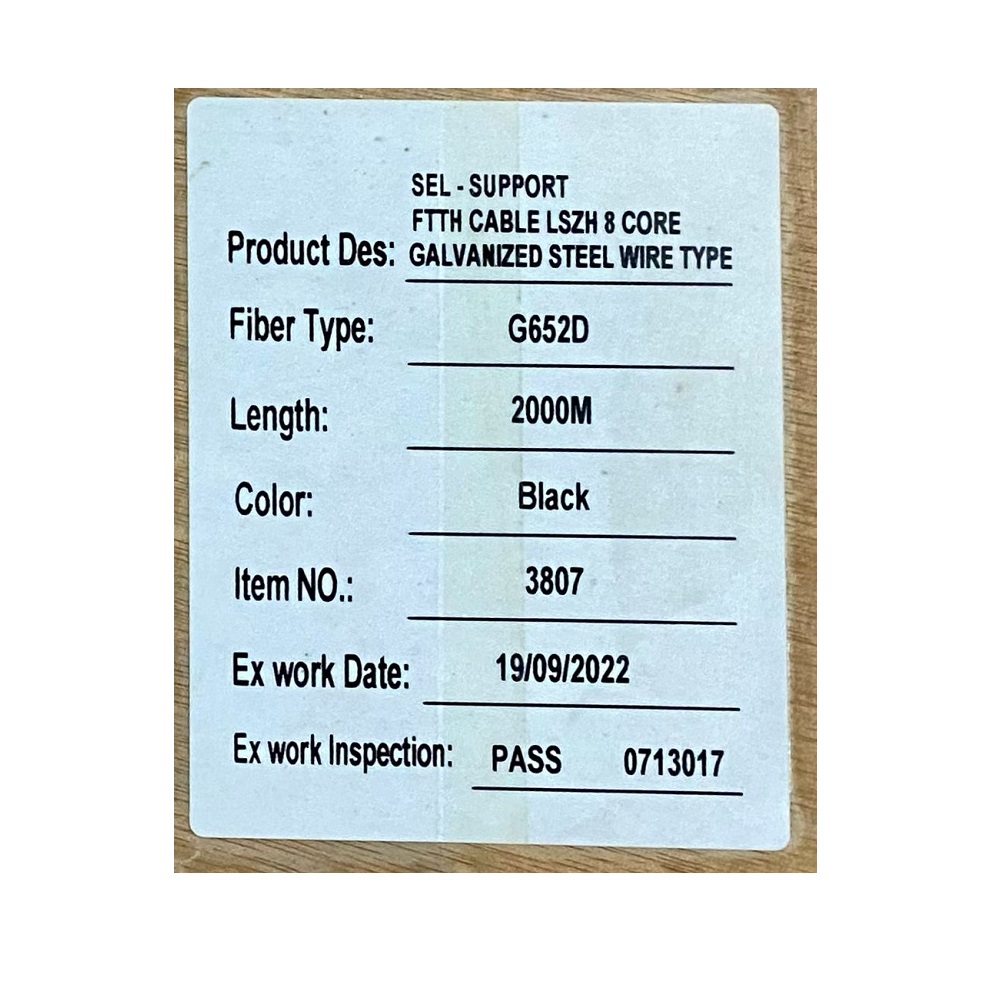 SEL - SUPPORT
FTTH CABLE LSZH 8 CORE
Product Des: GALVANIZED STEEL WIRE TYPE
Fiber Type: G652D
Length: 2000M
Color: Black
Item NO.: 3807
Ex work Date: 19/09/2022
Ex work Inspection: PASS 0713017